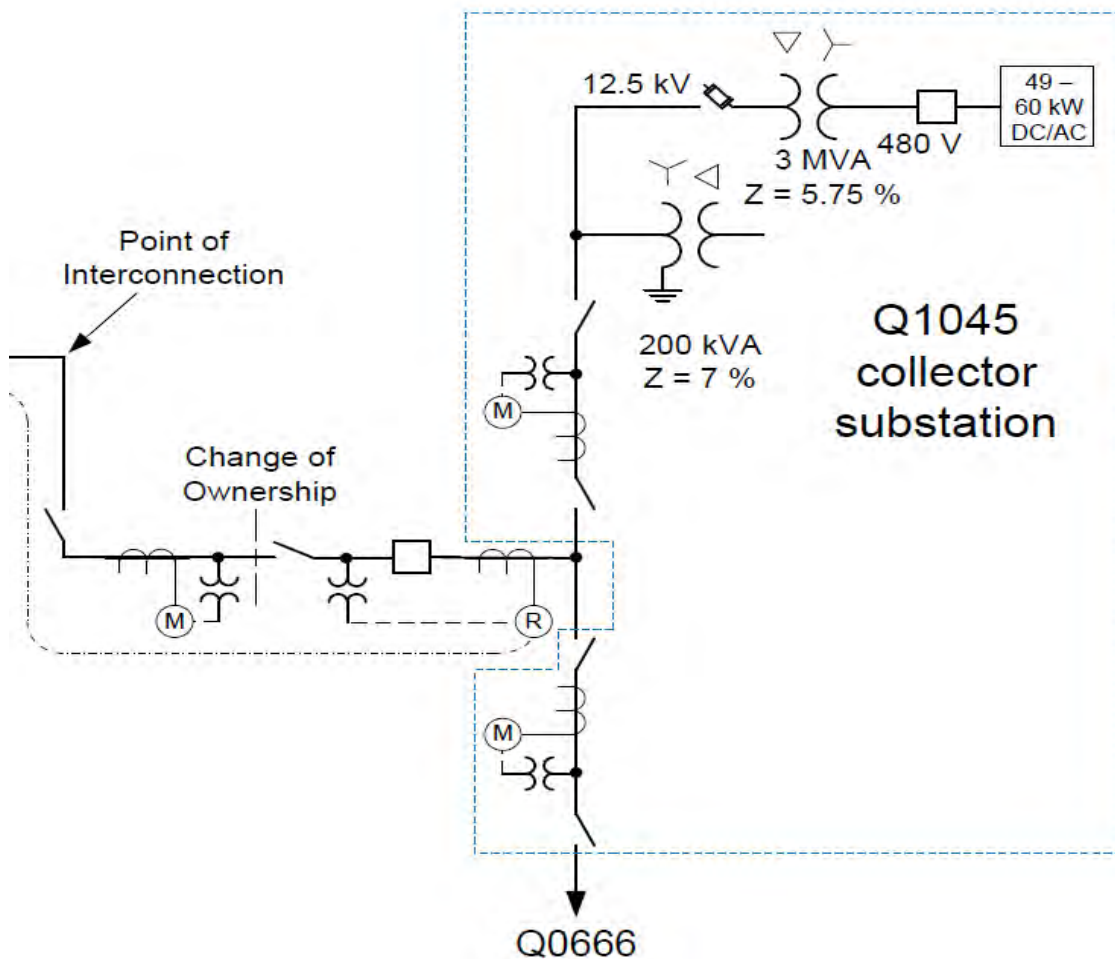 12.5 kV
49 –
60 kW
DC/AC
480 V
3 MVA
Z = 5.75 %
Point of
Interconnection
200 kVA
Z = 7 %
Q1045
collector
substation
M
Change of
Ownership
M
R
M
Q0666